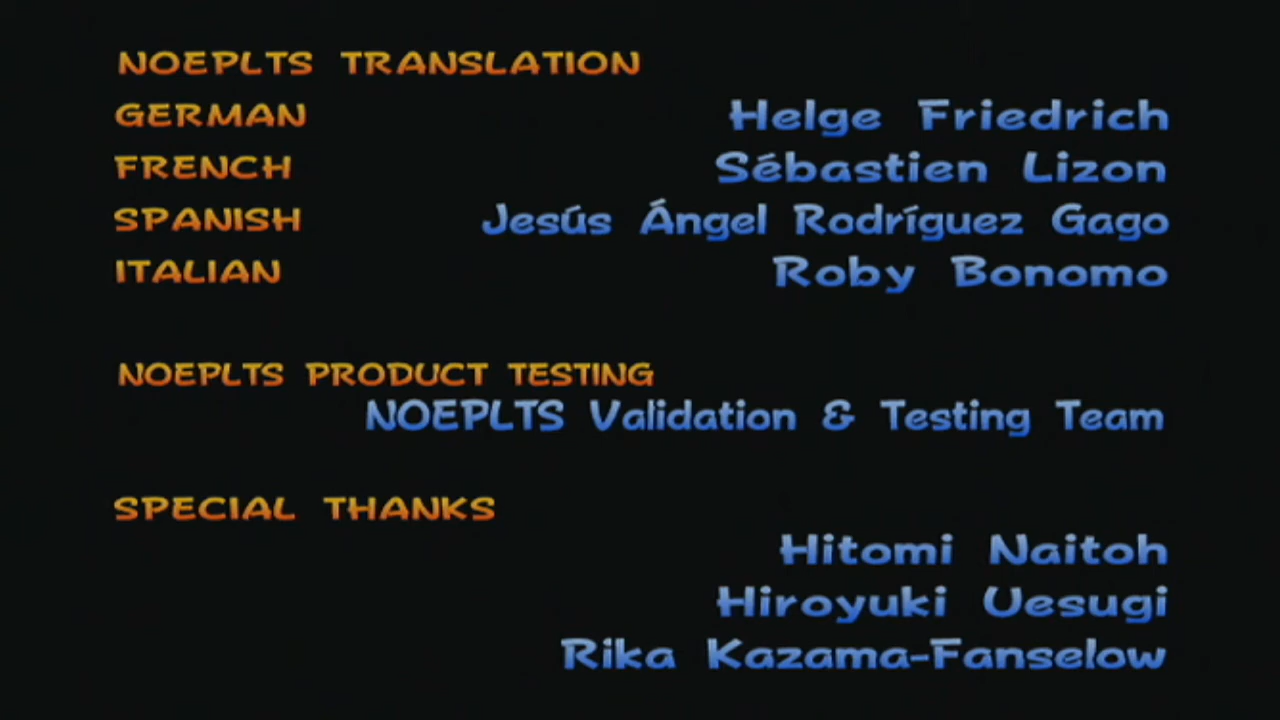 NOEPLTS TRANSLATION
GERMAN Helge Friedrich
FRENCH Sébastien Lizon
SPANISH Jesús Ángel Rodríguez Gago
ITALIAN Roby Bonomo
NOEPLTS PRODUCT TESTING
NOEPLTS Validation & Testing Team
SPECIAL THANKS
Hitomi Naitoh
Hiroyuki Uesugi
Rika Kazama-Fanselow